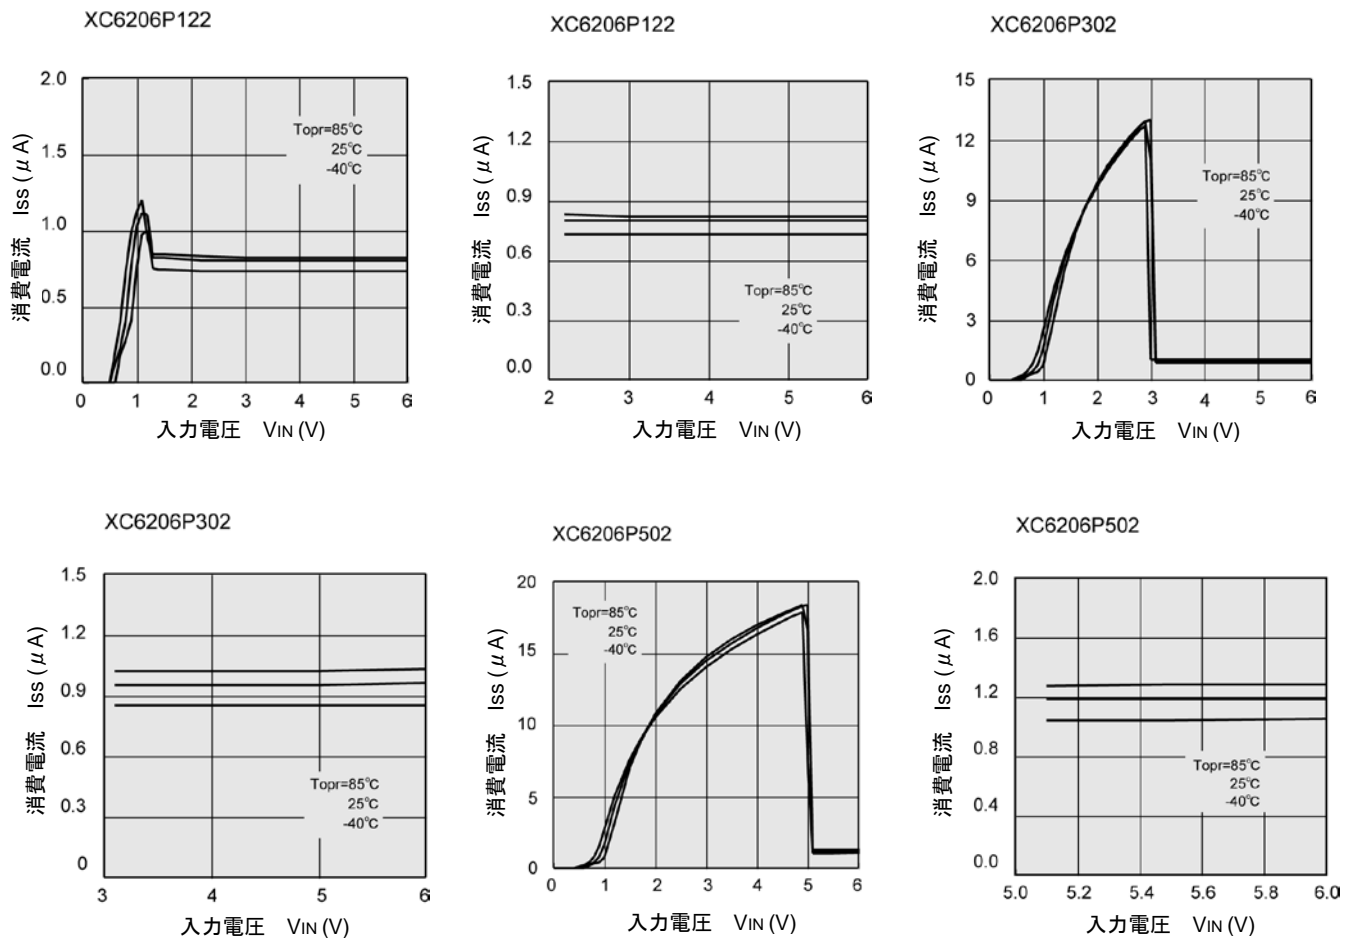 XC6206P122
消費電流 Iss (μA)
2.0
1.5
1.0
0.5
0.0
Topr=85℃
25℃
-40℃
0 1 2 3 4 5 6
入力電圧 VIN (V)
XC6206P122
消費電流 Iss (μA)
1.5
1.2
0.9
0.6
0.3
0.0
Topr=85℃
25℃
-40℃
2 3 4 5 6
入力電圧 VIN (V)
XC6206P302
消費電流 Iss (μA)
15
12
9
6
3
0
Topr=85℃
25℃
-40℃
0 1 2 3 4 5 6
入力電圧 VIN (V)
XC6206P302
消費電流 Iss (μA)
1.5
1.2
0.9
0.6
0.3
0
Topr=85℃
25℃
-40℃
3 4 5 6
入力電圧 VIN (V)
XC6206P502
消費電流 Iss (μA)
20
15
10
5
0
Topr=85℃
25℃
-40℃
0 1 2 3 4 5 6
入力電圧 VIN (V)
XC6206P502
消費電流 Iss (μA)
2.0
1.6
1.2
0.8
0.4
0.0
Topr=85℃
25℃
-40℃
5.0 5.2 5.4 5.6 5.8 6.0
入力電圧 VIN (V)